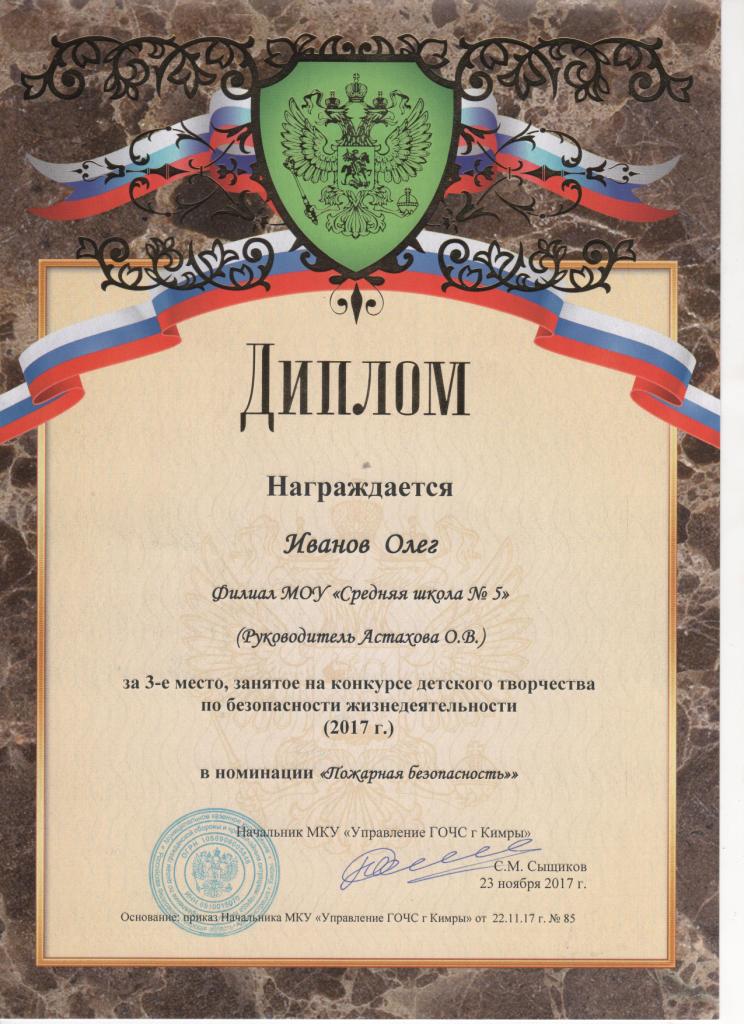 Диплом
Награждается
Иванов Олег
Филиал МОУ «Средняя школа № 5»
(Руководитель Астахова О.В.)
за 3-е место, занятое на конкурсе детского творчества
по безопасности жизнедеятельности
(2017 г.)
в номинации «Пожарная безопасность»»
Начальник МКУ «Управление ГОЧС г Кимры»
С.М. Сыщиков
23 ноября 2017 г.
Основание: приказ Начальника МКУ «Управление ГОЧС г Кимры» от 22.11.17 г. № 85